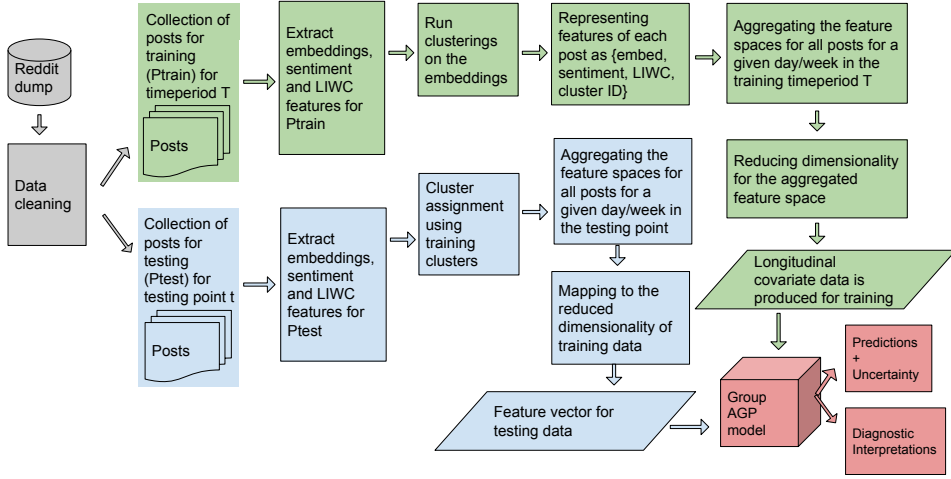 Reddit
dump
Data
cleaning
Collection of
posts for
training
(Ptrain) for
timeperiod T
Posts
Extract
embeddings,
sentiment
and LIWC
features for
Ptrain
Run
clusterings
on the
embeddings
Representing
features of each
post as {embed,
sentiment, LIWC,
cluster ID}
Aggregating the feature
spaces for all posts for a
given day/week in the
training timeperiod T
Reducing dimensionality
for the aggregated
feature space
Longitudinal
covariate data is
produced for training
Collection of
posts for
testing
(Ptest) for
testing point t
Posts
Extract
embeddings,
sentiment
and LIWC
features for
Ptest
Cluster
assignment
using
training
clusters
Aggregating the
feature spaces for
all posts for a
given day/week in
the testing point
Mapping to the
reduced
dimensionality of
training data
Feature vector for
testing data
Group
AGP
model
Predictions
+
Uncertainty
Diagnostic
Interpretations